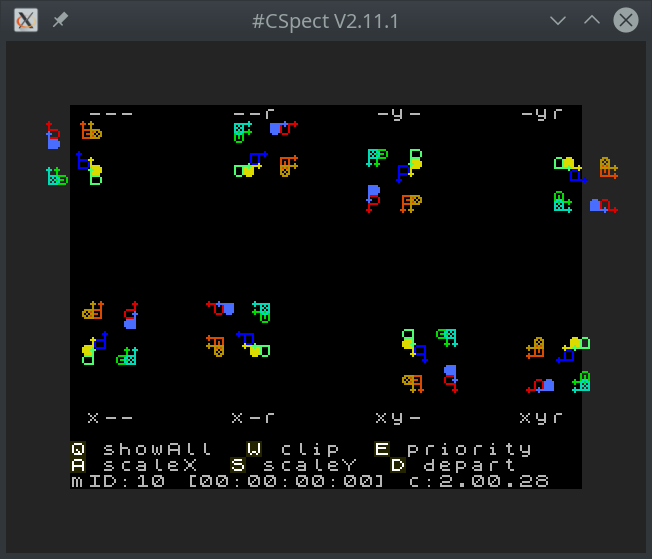 #CSpect V2.11.1
--- --r -y- -yr
x-- x-r xy- xyr
Q showAll W clip E priority
A scaleX S scaleY D depart
mID:10 [00:00:00:00] c:2.00.28